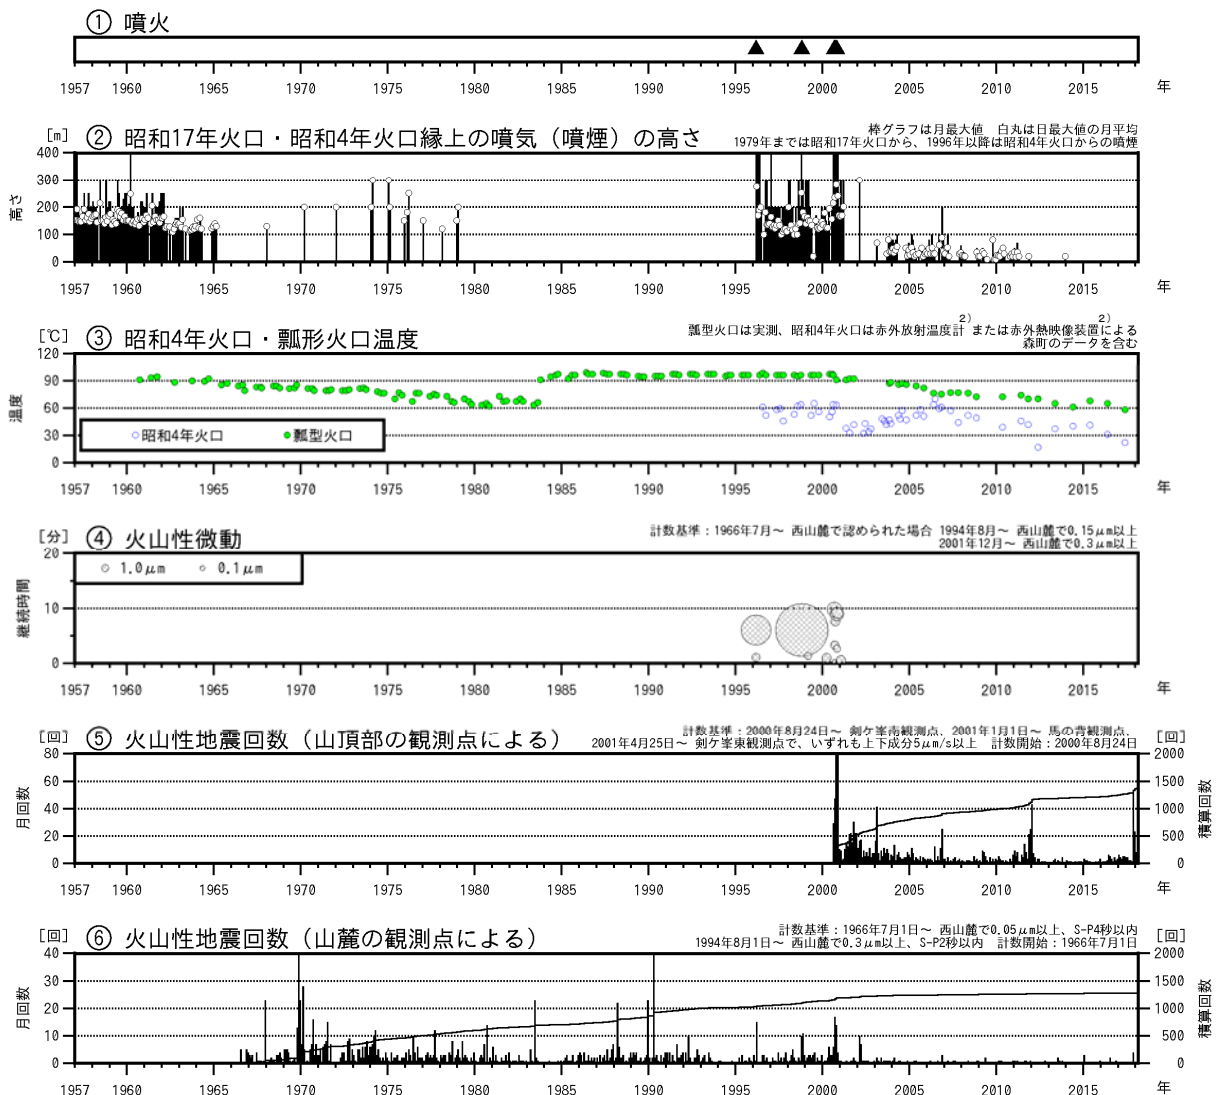 ① 噴火
1957 1960 1965 1970 1975 1980 1985 1990 1995 2000 2005 2010 2015 年
[m] ② 昭和17年火口・昭和4年火口縁上の噴気（噴煙）の高さ
棒グラフは月最大値　白丸は日最大値の月平均
1979年までは昭和17年火口から、1996年以降は昭和4年火口からの噴煙
400
300
200
100
0
高さ
1957 1960 1965 1970 1975 1980 1985 1990 1995 2000 2005 2010 2015 年
[℃] ③ 昭和4年火口・瓢形火口温度
瓢型火口は実測、昭和4年火口は赤外放射温度計2)または赤外熱映像装置2)による
森町のデータを含む
120
90
60
30
0
温度
昭和4年火口 瓢型火口
1957 1960 1965 1970 1975 1980 1985 1990 1995 2000 2005 2010 2015 年
[分] ④ 火山性微動
計数基準：1966年7月～ 西山麓で認められた場合 1994年8月～ 西山麓で0.15μm以上
2001年12月～ 西山麓で0.3μm以上
20
10
0
継続時間
1.0μm 0.1μm
1957 1960 1965 1970 1975 1980 1985 1990 1995 2000 2005 2010 2015 年
[回] ⑤ 火山性地震回数（山頂部の観測点による）
計数基準：2000年8月24日～ 剣ケ峯南観測点、2001年1月1日～ 馬の背観測点、
2001年4月25日～ 剣ケ峯東観測点で、いずれも上下成分5μm/s以上　計数開始：2000年8月24日
[回]
80
60
40
20
0
月回数
2000
1500
1000
500
0
積算回数
1957 1960 1965 1970 1975 1980 1985 1990 1995 2000 2005 2010 2015 年
[回] ⑥ 火山性地震回数（山麓の観測点による）
計数基準：1966年7月1日～ 西山麓で0.05μm以上、S-P4秒以内
1994年8月1日～ 西山麓で0.3μm以上、S-P2秒以内　計数開始：1966年7月1日
[回]
40
30
20
10
0
月回数
2000
1500
1000
500
0
積算回数
1957 1960 1965 1970 1975 1980 1985 1990 1995 2000 2005 2010 2015 年